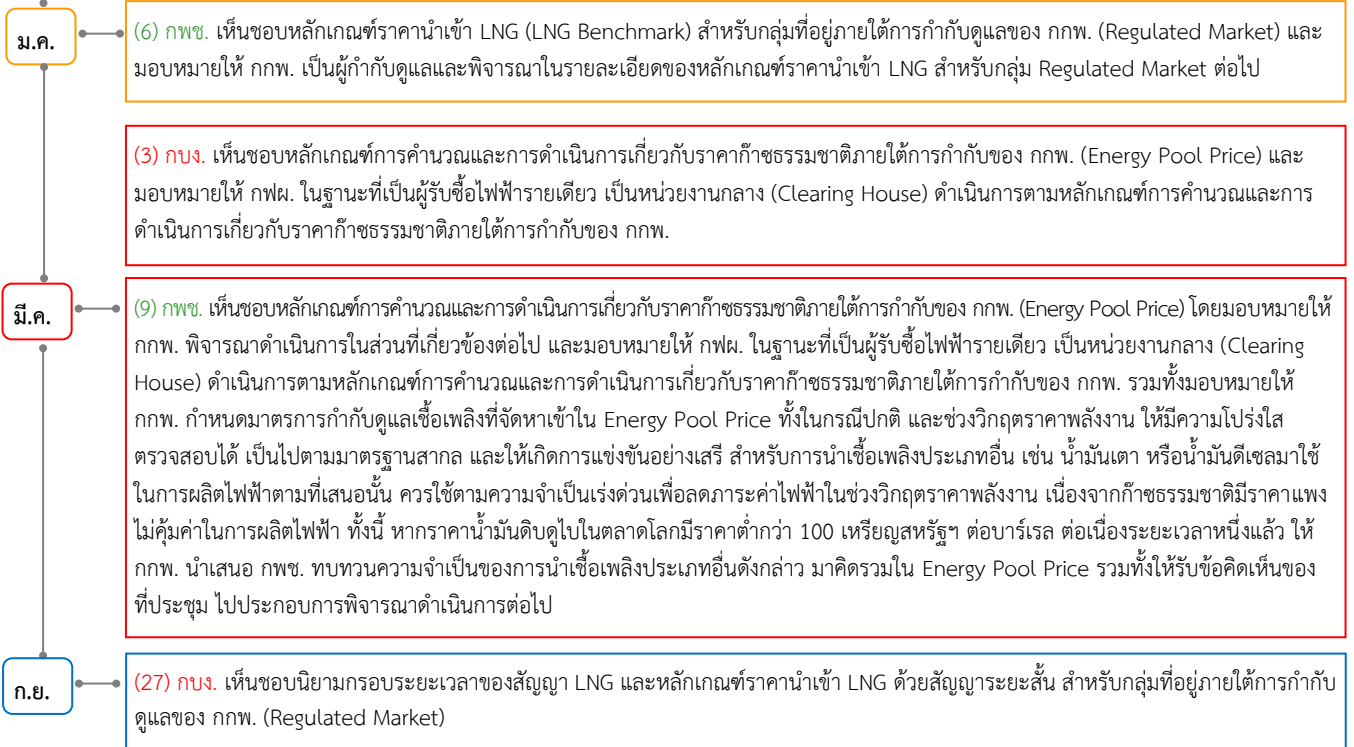 ม.ค.
(6) กพช. เห็นชอบหลักเกณฑ์ราคานำเข้า LNG (LNG Benchmark) สำหรับกลุ่มที่อยู่ภายใต้การกำกับดูแลของ กกพ. (Regulated Market) และ
มอบหมายให้ กกพ. เป็นผู้กำกับดูแลและพิจารณาในรายละเอียดของหลักเกณฑ์ราคานำเข้า LNG สำหรับกลุ่ม Regulated Market ต่อไป
(3) กบง. เห็นชอบหลักเกณฑ์การคำนวณและการดำเนินการเกี่ยวกับราคาก๊าซธรรมชาติภายใต้การกำกับของ กกพ. (Energy Pool Price) และ
มอบหมายให้ กฟผ. ในฐานะที่เป็นผู้รับซื้อไฟฟ้ารายเดียว เป็นหน่วยงานกลาง (Clearing House) ดำเนินการตามหลักเกณฑ์การคำนวณและการ
ดำเนินการเกี่ยวกับราคาก๊าซธรรมชาติภายใต้การกำกับของ กกพ.
มี.ค.
(9) กพช. เห็นชอบหลักเกณฑ์การคำนวณและการดำเนินการเกี่ยวกับราคาก๊าซธรรมชาติภายใต้การกำกับของ กกพ. (Energy Pool Price) โดยมอบหมายให้
กกพ. พิจารณาดำเนินการในส่วนที่เกี่ยวข้องต่อไป และมอบหมายให้ กฟผ. ในฐานะที่เป็นผู้รับซื้อไฟฟ้ารายเดียว เป็นหน่วยงานกลาง (Clearing
House) ดำเนินการตามหลักเกณฑ์การคำนวณและการดำเนินการเกี่ยวกับราคาก๊าซธรรมชาติภายใต้การกำกับของ กกพ. รวมทั้งมอบหมายให้
กกพ. กำหนดมาตรการกำกับดูแลเชื้อเพลิงที่จัดหาเข้าใน Energy Pool Price ทั้งในกรณีปกติ และช่วงวิกฤตราคาพลังงาน ให้มีความโปร่งใส
ตรวจสอบได้ เป็นไปตามมาตรฐานสากล และให้เกิดการแข่งขันอย่างเสรี สำหรับการนำเชื้อเพลิงประเภทอื่น เช่น น้ำมันเตา หรือน้ำมันดีเซลมาใช้
ในการผลิตไฟฟ้าตามที่เสนอนั้น ควรใช้ตามความจำเป็นเร่งด่วนเพื่อลดภาระค่าไฟฟ้าในช่วงวิกฤตราคาพลังงาน เนื่องจากก๊าซธรรมชาติมีราคาแพง
ไม่คุ้มค่าในการผลิตไฟฟ้า ทั้งนี้ หากราคาน้ำมันดิบดูไบในตลาดโลกมีราคาต่ำกว่า 100 เหรียญสหรัฐฯ ต่อบาร์เรล ต่อเนื่องระยะเวลาหนึ่งแล้ว ให้
กกพ. นำเสนอ กพช. ทบทวนความจำเป็นของการนำเชื้อเพลิงประเภทอื่นดังกล่าว มาคิดรวมใน Energy Pool Price รวมทั้งให้รับข้อคิดเห็นของ
ที่ประชุม ไปประกอบการพิจารณาดำเนินการต่อไป
ก.ย.
(27) กบง. เห็นชอบนิยามกรอบระยะเวลาของสัญญา LNG และหลักเกณฑ์ราคานำเข้า LNG ด้วยสัญญาระยะสั้น สำหรับกลุ่มที่อยู่ภายใต้การกำกับ
ดูแลของ กกพ. (Regulated Market)